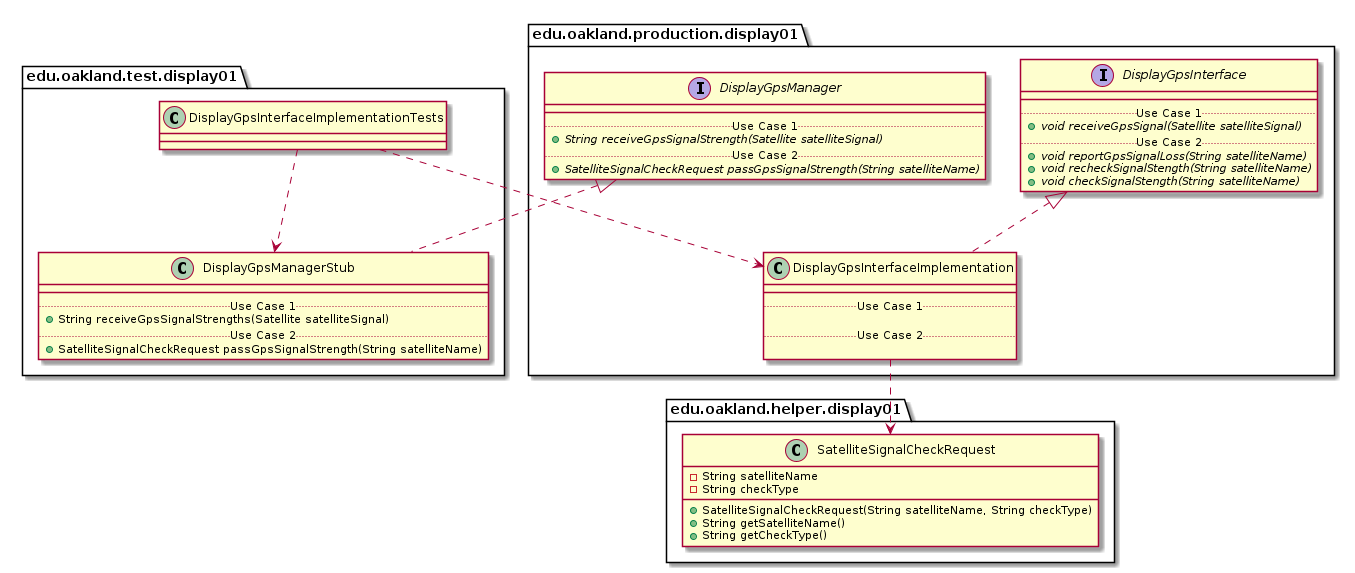 edu.oakland.production.display01
edu.oakland.test.display01
C DisplayGpsInterfaceImplementationTests
I DisplayGpsManager
Use Case 1
String receiveGpsSignalStrength(Satellite satelliteSignal)
Use Case 2
SatelliteSignalCheckRequest passGpsSignalStrength(String satelliteName)
I DisplayGpsInterface
Use Case 1
void receiveGpsSignal(Satellite satelliteSignal)
Use Case 2
void reportGpsSignalLoss(String satelliteName)
void recheckSignalStength(String satelliteName)
void checkSignalStength(String satelliteName)
C DisplayGpsManagerStub
Use Case 1
String receiveGpsSignalStrengths(Satellite satelliteSignal)
Use Case 2
SatelliteSignalCheckRequest passGpsSignalStrength(String satelliteName)
C DisplayGpsInterfaceImplementation
Use Case 1
Use Case 2
edu.oakland.helper.display01
C SatelliteSignalCheckRequest
String satelliteName
String checkType
SatelliteSignalCheckRequest(String satelliteName, String checkType)
String getSatelliteName()
String getCheckType()